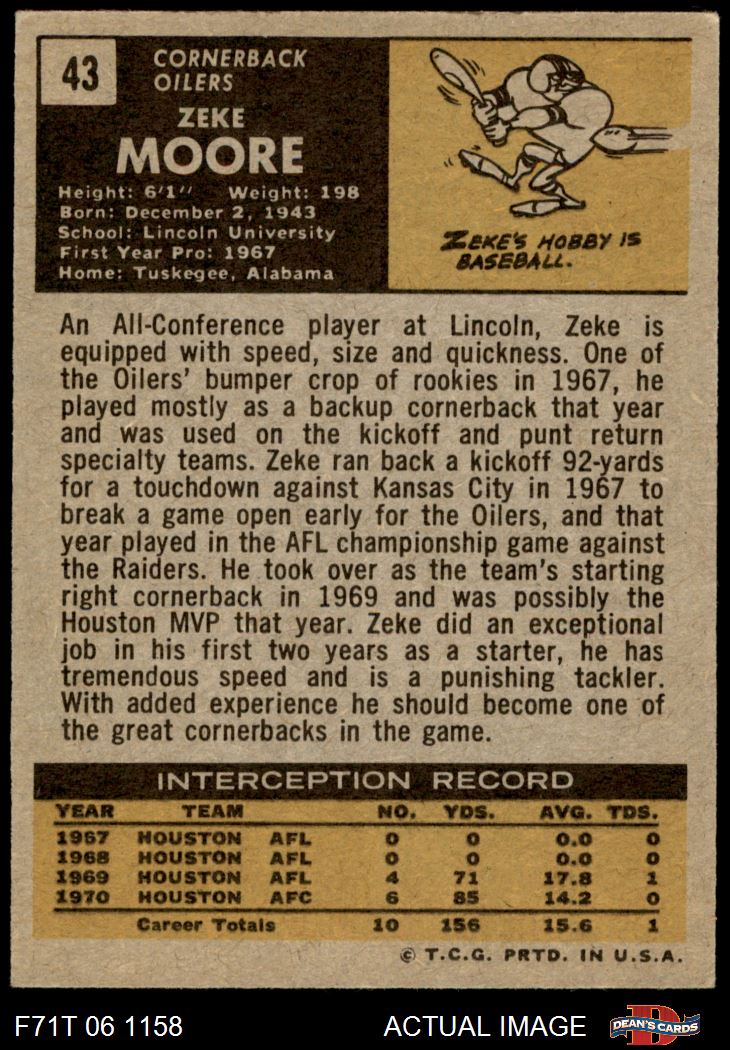 43
CORNERBACK
OILERS
ZEKE
MOORE
Height: 6'1" Weight: 198
Born: December 2, 1943
School: Lincoln University
First Year Pro: 1967
Home: Tuskegee, Alabama
ZEKE'S HOBBY IS
BASEBALL.
An All-Conference player at Lincoln, Zeke is
equipped with speed, size and quickness. One of
the Oilers' bumper crop of rookies in 1967, he
played mostly as a backup cornerback that year
and was used on the kickoff and punt return
specialty teams. Zeke ran back a kickoff 92-yards
for a touchdown against Kansas City in 1967 to
break a game open early for the Oilers, and that
year played in the AFL championship game against
the Raiders. He took over as the team's starting
right cornerback in 1969 and was possibly the
Houston MVP that year. Zeke did an exceptional
job in his first two years as a starter, he has
tremendous speed and is a punishing tackler.
With added experience he should become one of
the great cornerbacks in the game.
INTERCEPTION RECORD
YEAR TEAM NO. YDS. AVG. TDS.
1967 HOUSTON AFL 0 0 0.0 0
1968 HOUSTON AFL 0 0 0.0 0
1969 HOUSTON AFL 4 71 17.8 1
1970 HOUSTON AFC 6 85 14.2 0
Career Totals 10 156 15.6 1
© T.C.G. PRTD. IN U.S.A.
F71T 06 1158 ACTUAL IMAGE D DEAN'S CARDS